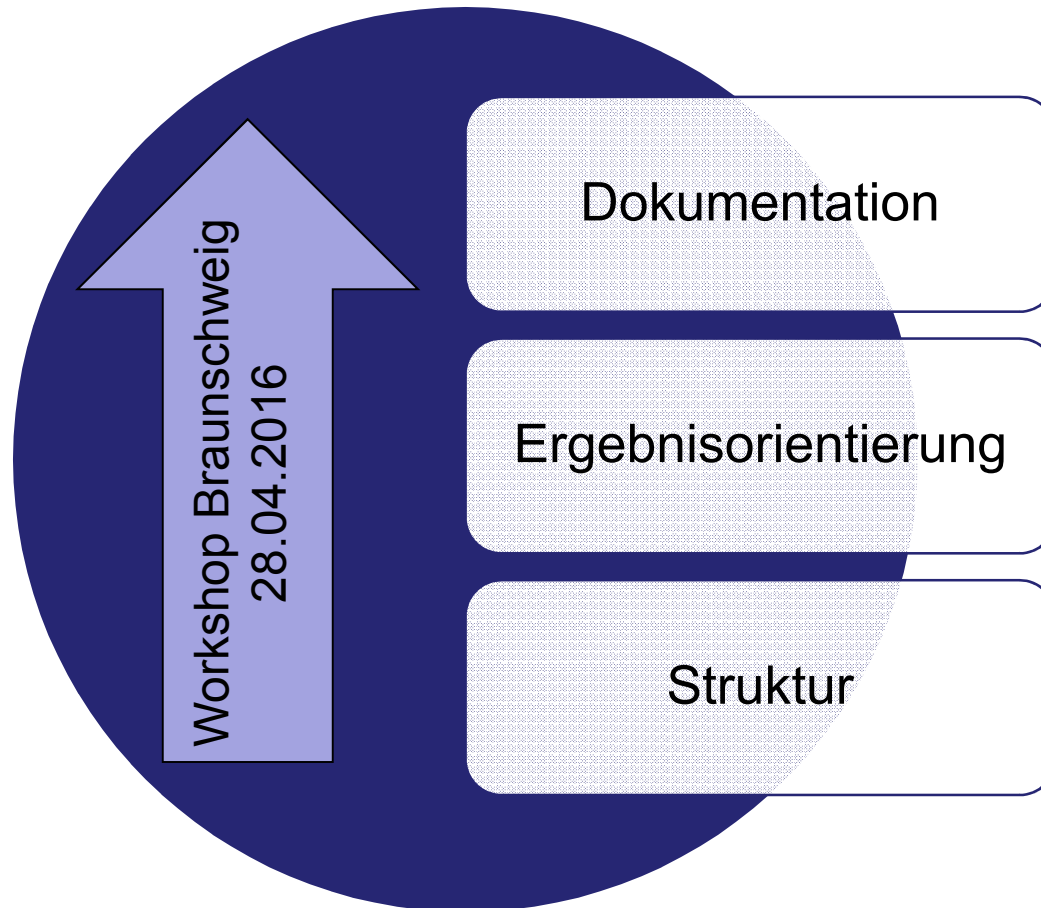 Workshop Braunschweig
28.04.2016
Dokumentation
Ergebnisorientierung
Struktur